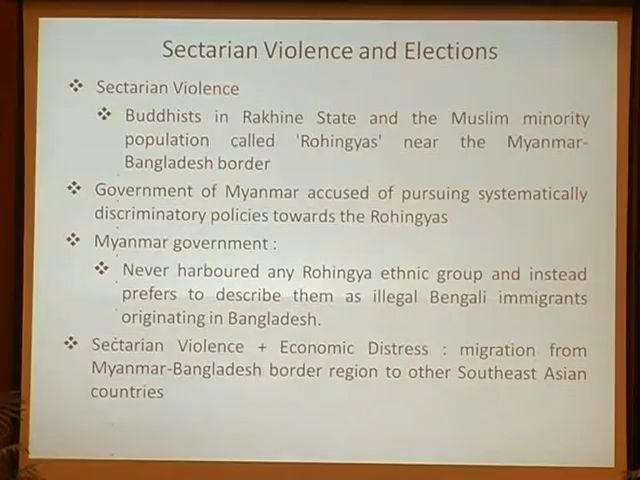 Sectarian Violence and Elections
❖ Sectarian Violence
❖ Buddhists in Rakhine State and the Muslim minority
population called 'Rohingyas' near the Myanmar-
Bangladesh border
❖ Government of Myanmar accused of pursuing systematically
discriminatory policies towards the Rohingyas
❖ Myanmar government :
❖ Never harboured any Rohingya ethnic group and instead
prefers to describe them as illegal Bengali immigrants
originating in Bangladesh.
❖ Sectarian Violence + Economic Distress : migration from
Myanmar-Bangladesh border region to other Southeast Asian
countries